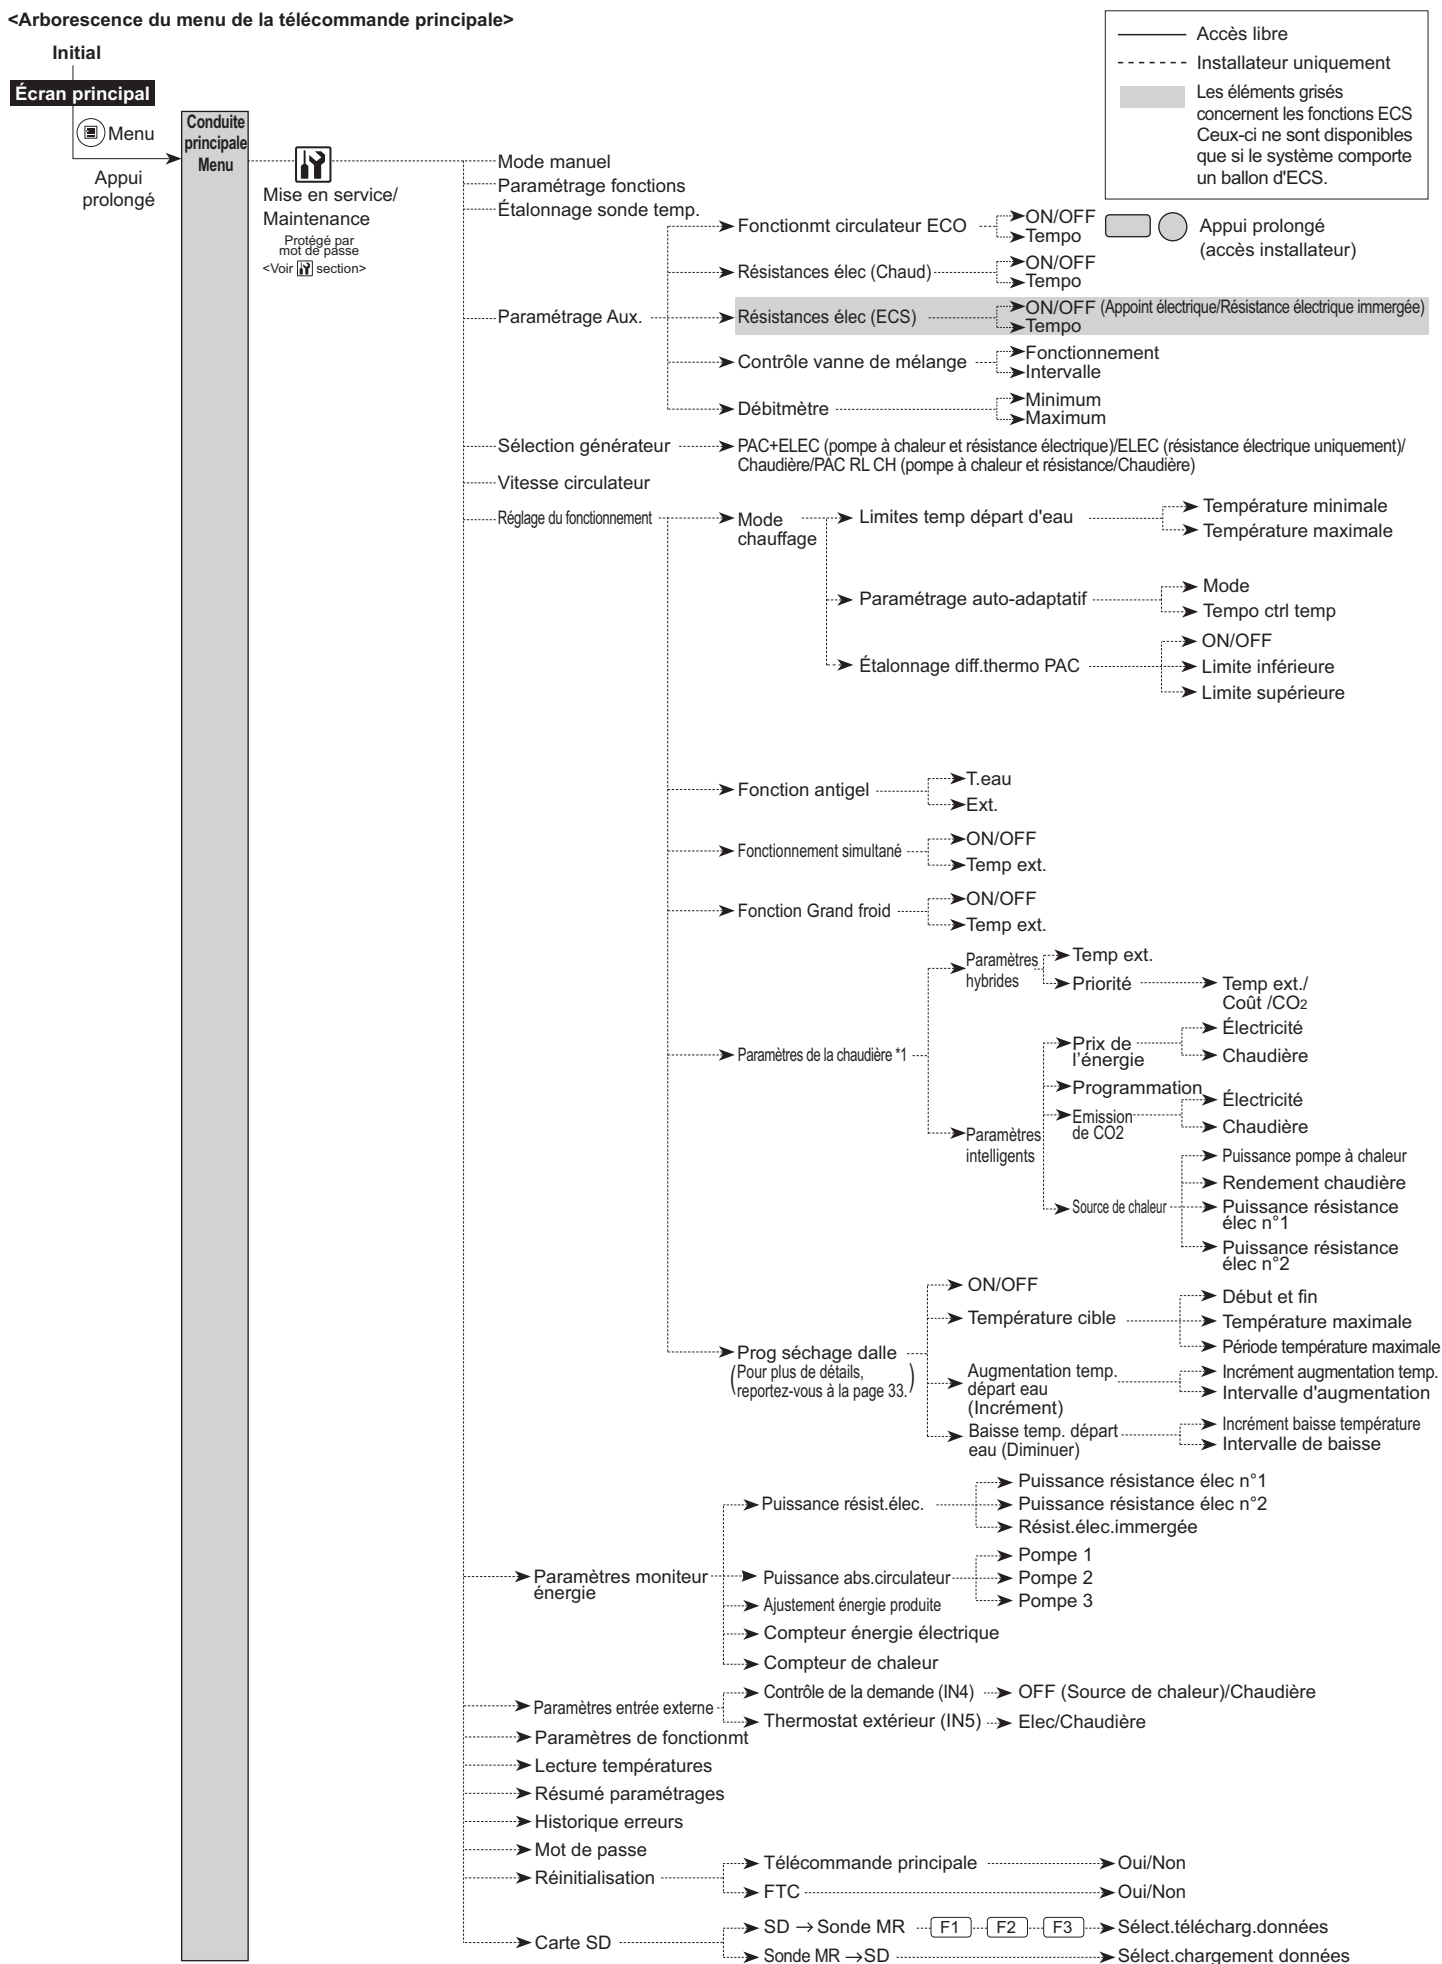 <Arborescence du menu de la télécommande principale>
Initial
Écran principal
Menu
Appui
prolongé
Conduite
principale
Menu
Mise en service/
Maintenance
Protégé par
mot de passe
<Voir section>
Accès libre
Installateur uniquement
Les éléments grisés
concernent les fonctions ECS
Ceux-ci ne sont disponibles
que si le système comporte
un ballon d'ECS.
Appui prolongé
(accès installateur)
Mode manuel
Paramétrage fonctions
Étalonnage sonde temp.
Paramétrage Aux.
Fonctionmt circulateur ECO
ON/OFF
Tempo
Résistances élec (Chaud)
ON/OFF
Tempo
Résistances élec (ECS)
ON/OFF (Appoint électrique/Résistance électrique immergée)
Tempo
Contrôle vanne de mélange
Fonctionnement
Intervalle
Débitmètre
Minimum
Maximum
Sélection générateur
PAC+ELEC (pompe à chaleur et résistance électrique)/ELEC (résistance électrique uniquement)/
Chaudière/PAC RL CH (pompe à chaleur et résistance/Chaudière)
Vitesse circulateur
Réglage du fonctionnement
Mode
chauffage
Limites temp départ d'eau
Température minimale
Température maximale
Paramétrage auto-adaptatif
Mode
Tempo ctrl temp
Étalonnage diff.thermo PAC
ON/OFF
Limite inférieure
Limite supérieure
Fonction antigel
T.eau
Ext.
Fonctionnement simultané
ON/OFF
Temp ext.
Fonction Grand froid
ON/OFF
Temp ext.
Paramètres de la chaudière *1
Paramètres
hybrides
Temp ext.
Priorité
Temp ext./
Coût /CO2
Paramètres
intelligents
Prix de
l’énergie
Électricité
Chaudière
Programmation
Emission
de CO2
Électricité
Chaudière
Source de chaleur
Puissance pompe à chaleur
Rendement chaudière
Puissance résistance
élec n°1
Puissance résistance
élec n°2
Prog séchage dalle
(Pour plus de détails,
reportez-vous à la page 33.)
ON/OFF
Température cible
Début et fin
Température maximale
Période température maximale
Augmentation temp.
départ eau
(Incrément)
Incrément augmentation temp.
Intervalle d'augmentation
Baisse temp. départ
eau (Diminuer)
Incrément baisse température
Intervalle de baisse
Paramètres moniteur
énergie
Puissance résist.élec.
Puissance résistance élec n°1
Puissance résistance élec n°2
Résist.élec.immergée
Puissance abs.circulateur
Pompe 1
Pompe 2
Pompe 3
Ajustement énergie produite
Compteur énergie électrique
Compteur de chaleur
Paramètres entrée externe
Contrôle de la demande (IN4)
OFF (Source de chaleur)/Chaudière
Thermostat extérieur (IN5)
Elec/Chaudière
Paramètres de fonctionmt
Lecture températures
Résumé paramétrages
Historique erreurs
Mot de passe
Réinitialisation
Télécommande principale
Oui/Non
FTC
Oui/Non
Carte SD
SD → Sonde MR
F1
F2
F3
Sélect.télécharg.données
Sonde MR → SD
Sélect.chargement données